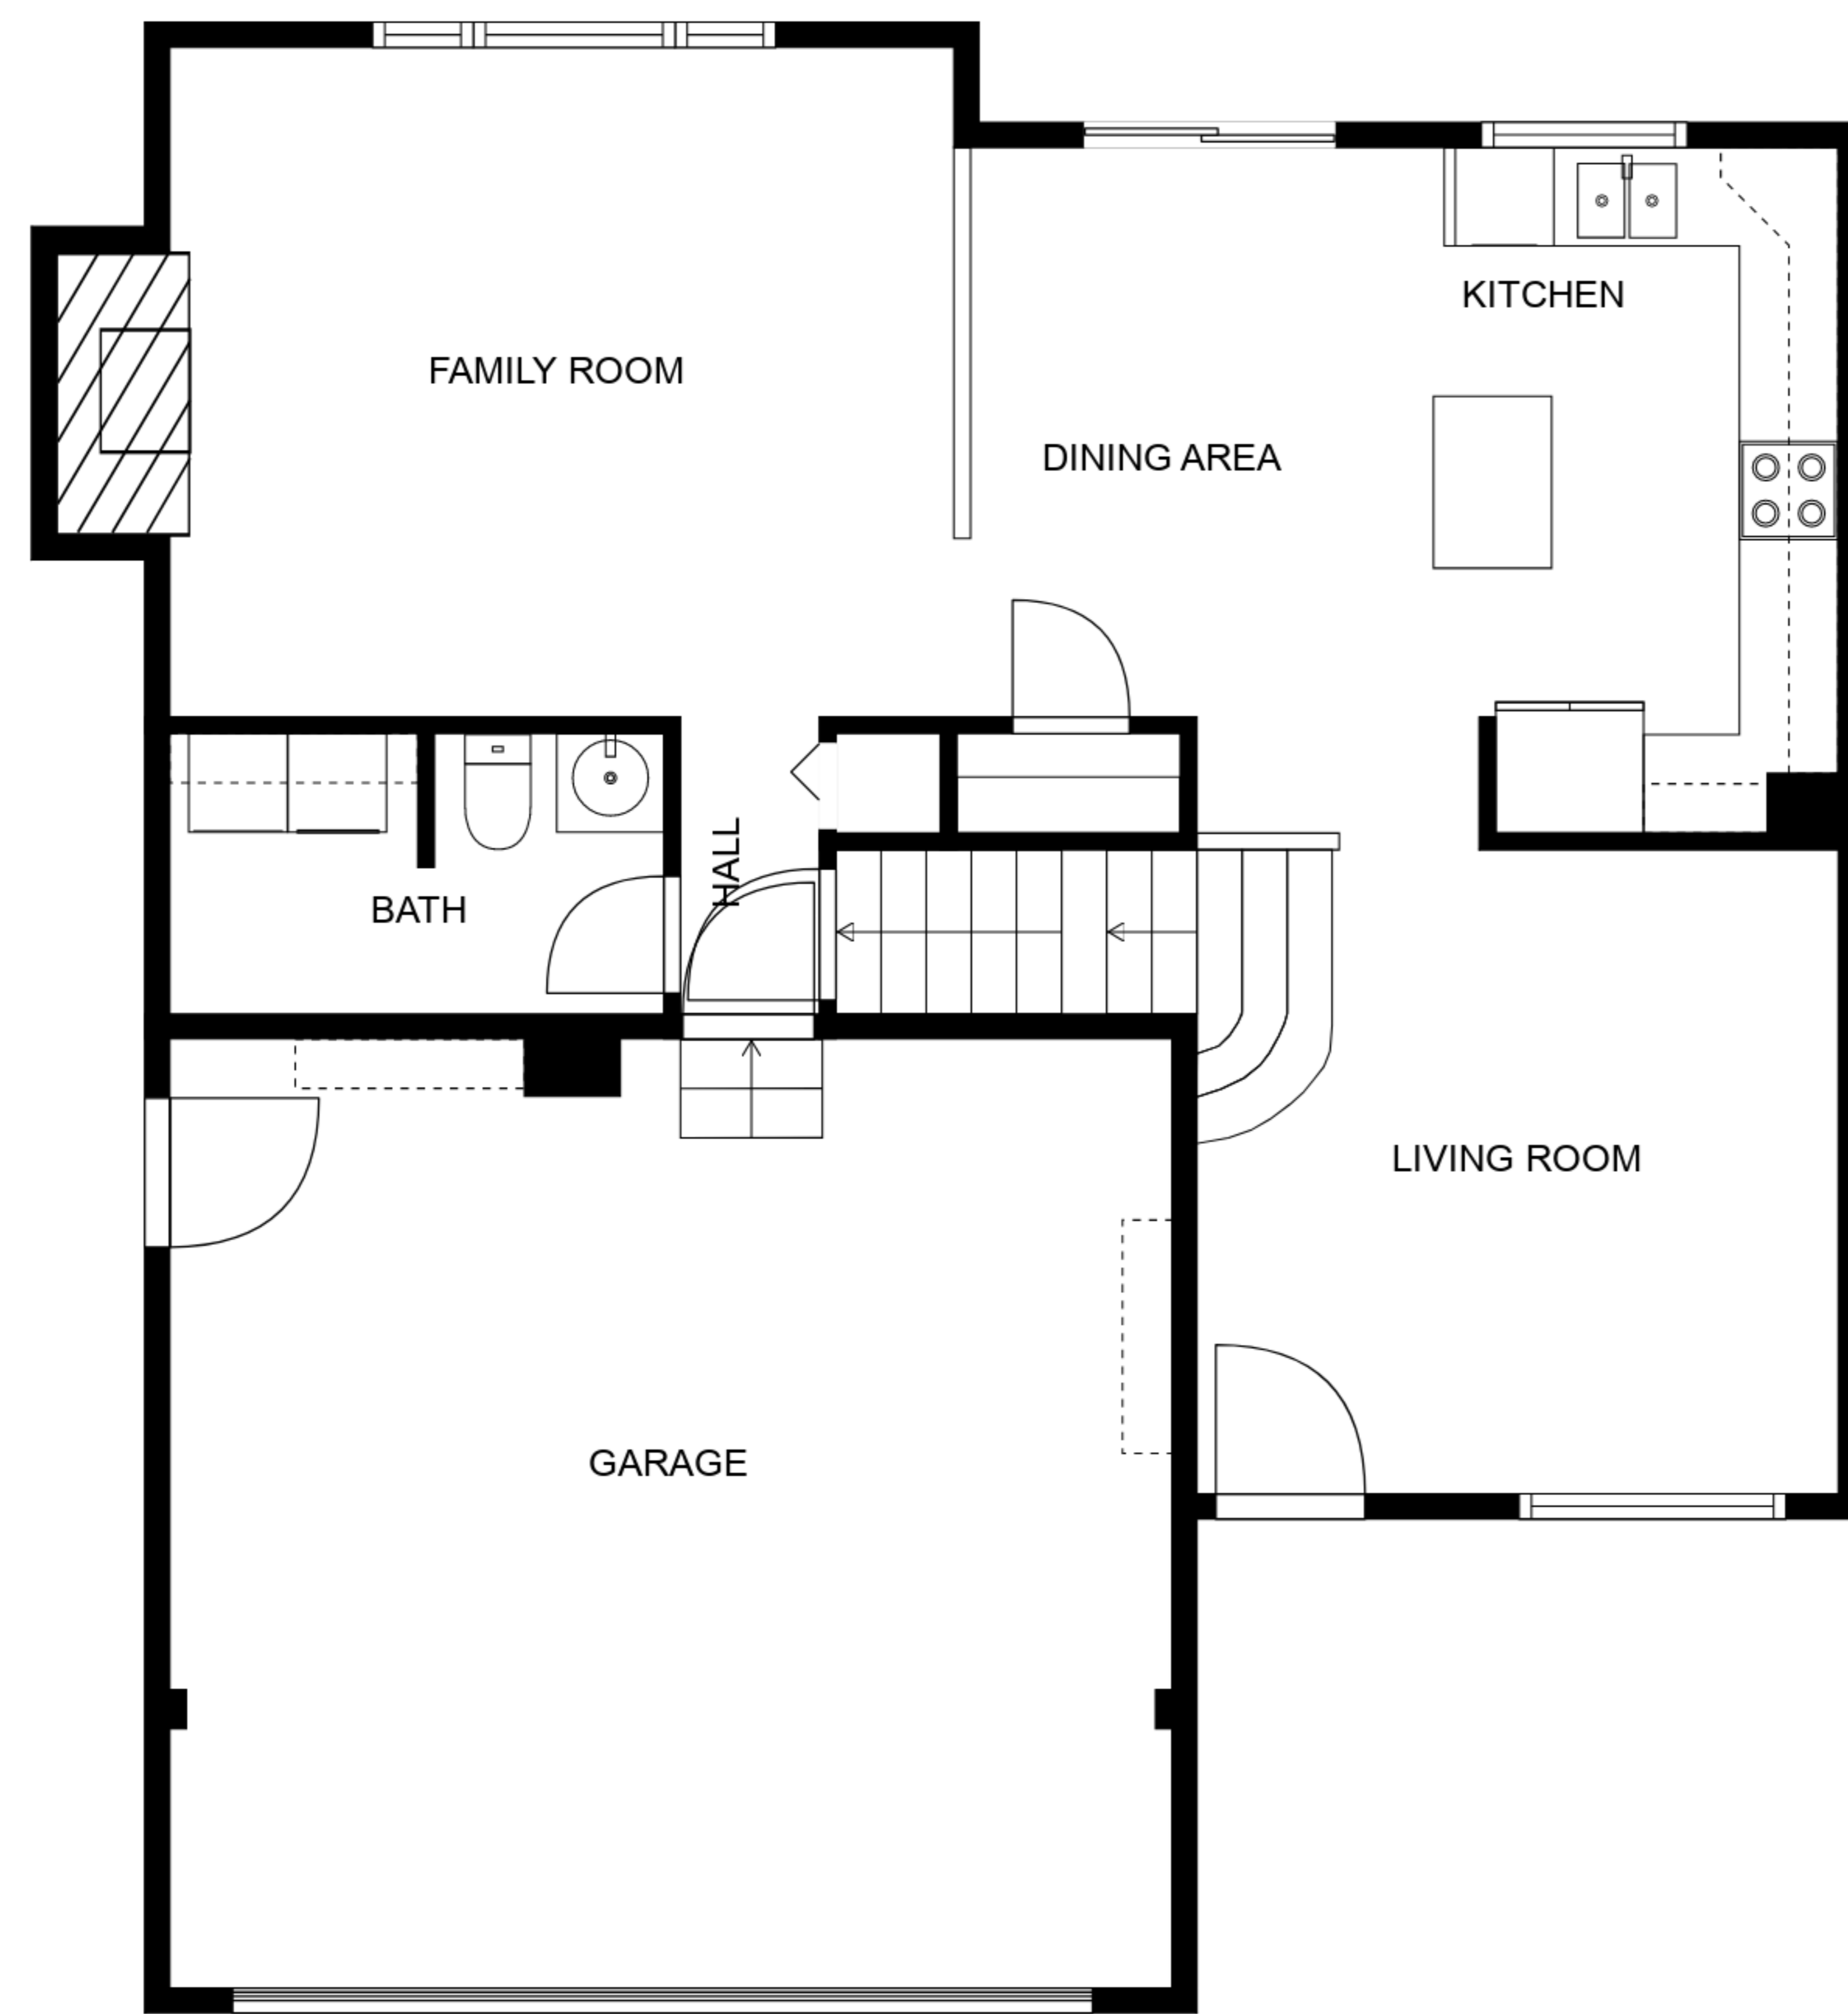 KITCHEN
FAMILY ROOM
DINING AREA
HALL
BATH
LIVING ROOM
GARAGE